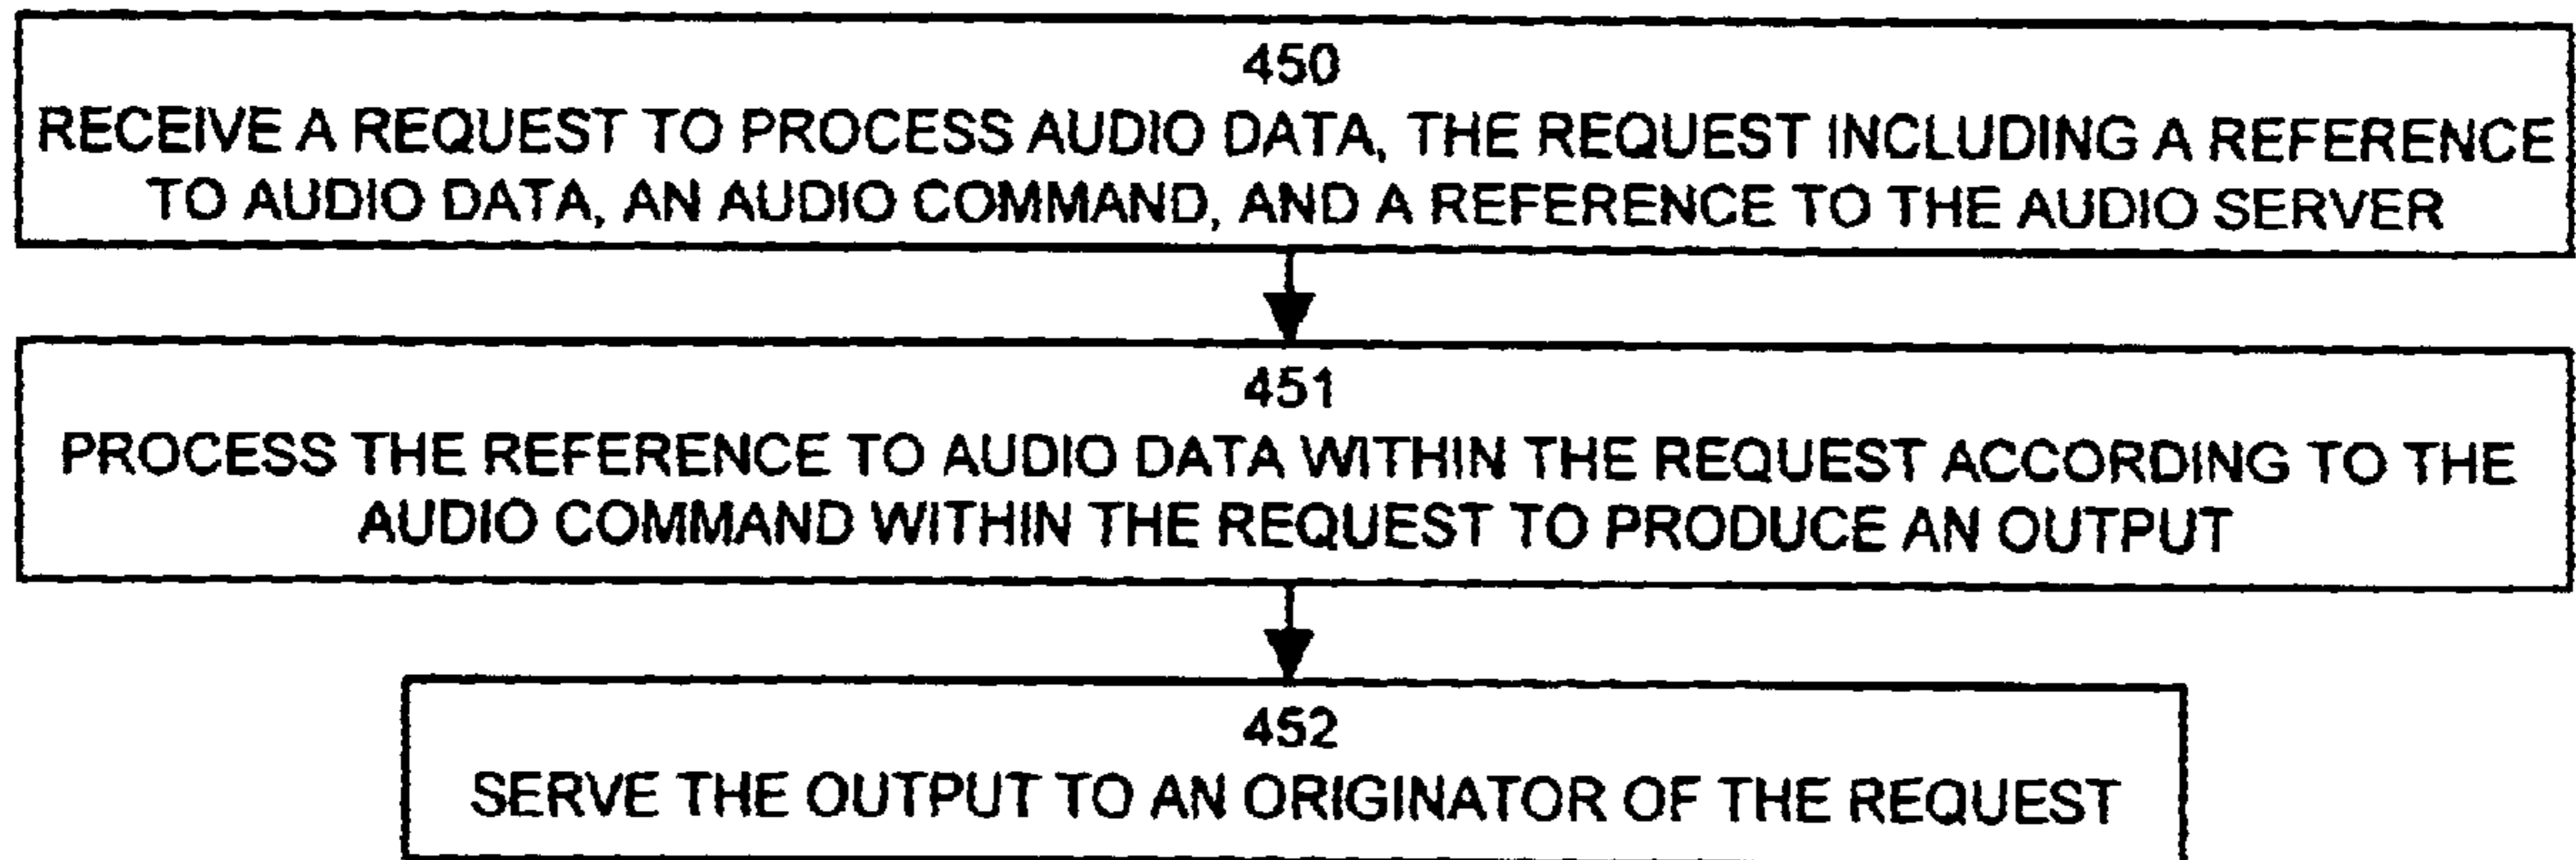 450
RECEIVE A REQUEST TO PROCESS AUDIO DATA, THE REQUEST INCLUDING A REFERENCE
TO AUDIO DATA, AN AUDIO COMMAND, AND A REFERENCE TO THE AUDIO SERVER
451
PROCESS THE REFERENCE TO AUDIO DATA WITHIN THE REQUEST ACCORDING TO THE
AUDIO COMMAND WITHIN THE REQUEST TO PRODUCE AN OUTPUT
452
SERVE THE OUTPUT TO AN ORIGINATOR OF THE REQUEST